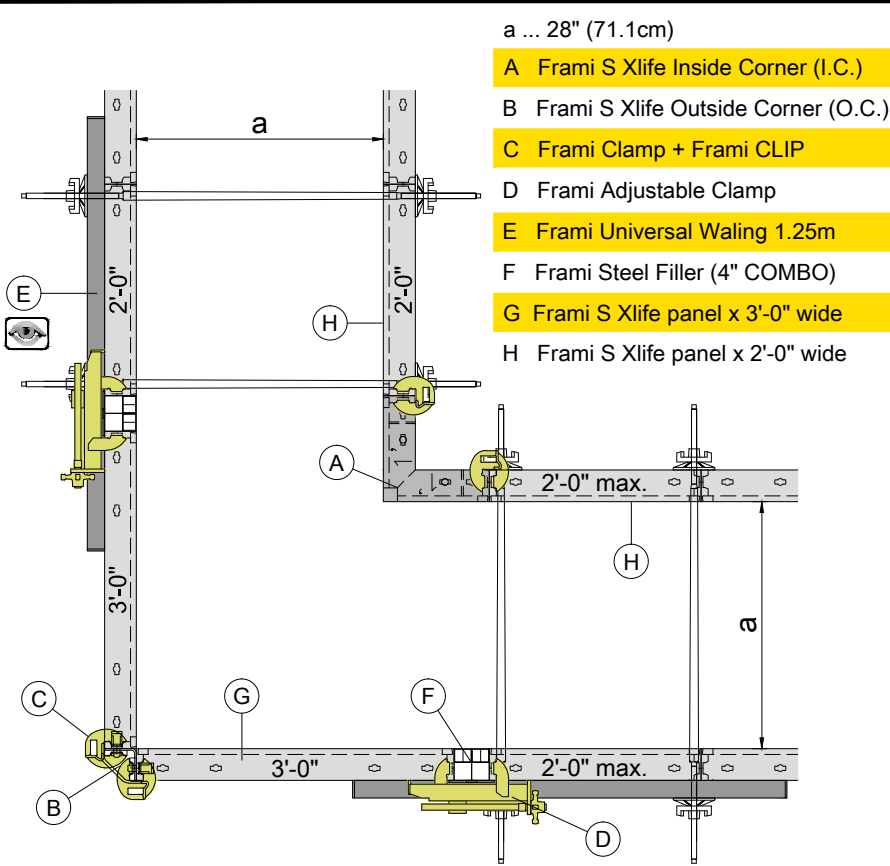 a ... 28" (71.1cm)
A Frami S Xlife Inside Corner (I.C.)
B Frami S Xlife Outside Corner (O.C.)
C Frami Clamp + Frami CLIP
D Frami Adjustable Clamp
E Frami Universal Waling 1.25m
F Frami Steel Filler (4" COMBO)
G Frami S Xlife panel x 3'-0" wide
H Frami S Xlife panel x 2'-0" wide
a
2'-0"
2'-0"
E
H
A
1'
2'-0" max.
H
3'-0"
a
C
G
F
3'-0"
2'-0" max.
B
D